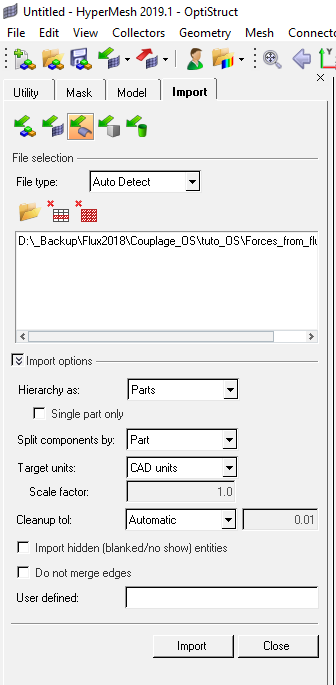 Untitled - HyperMesh 2019.1 - OptiStruct
File Edit View Collectors Geometry Mesh Connecto
Utility Mask Model Import
File selection
File type: Auto Detect
D:\_Backup\Flux2018\Couplage_OS\tuto_OS\Forces_from_flu
Import options
Hierarchy as: Parts
Single part only
Split components by: Part
Target units: CAD units
Scale factor: 1.0
Cleanup tol: Automatic 0.01
Import hidden (blanked/no show) entities
Do not merge edges
User defined:
Import Close